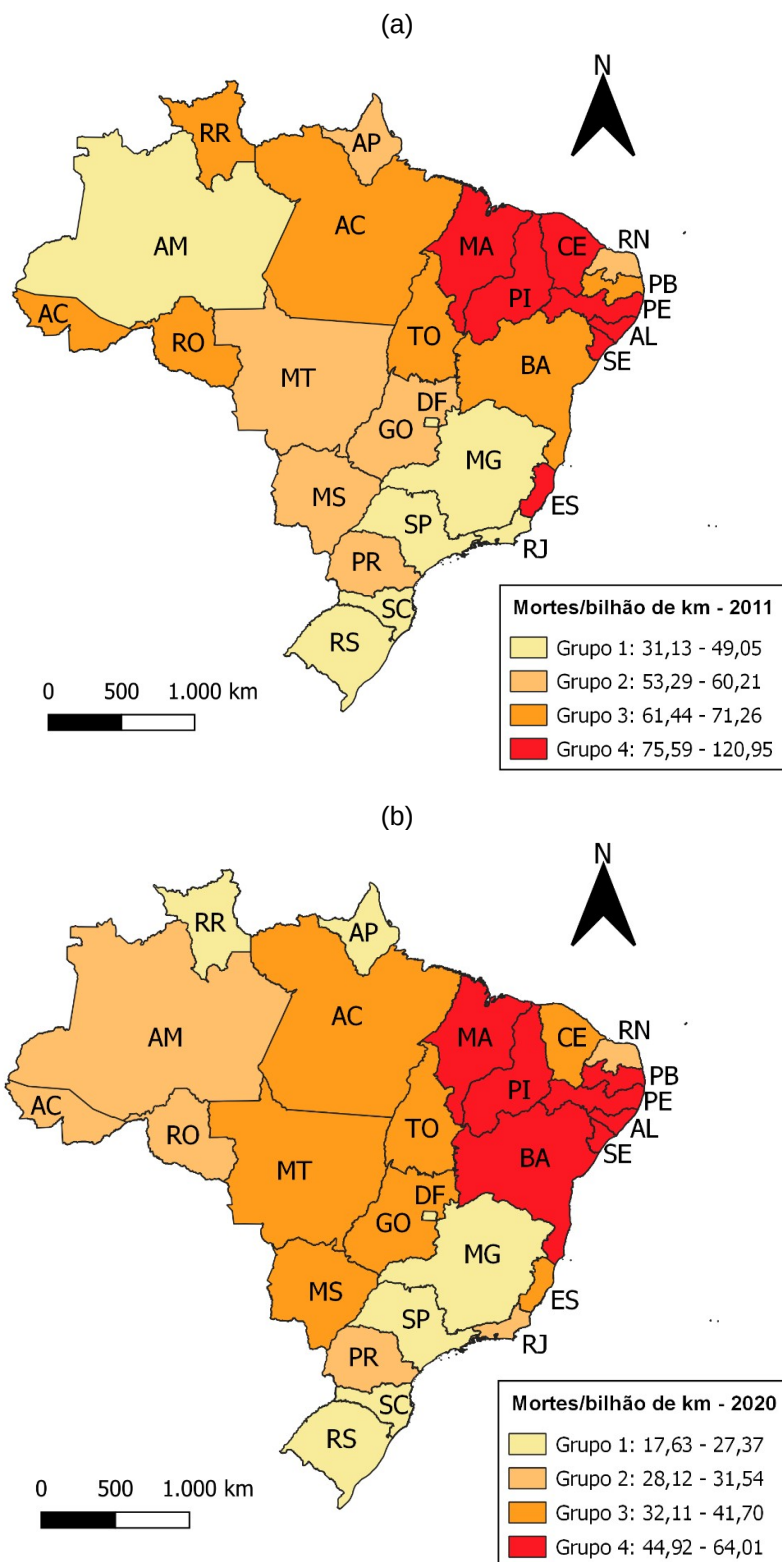 (a)
N
RR
AP
AC
AM
MA
CE
RN
PB
PI
PE
AL
SE
AC
RO
TO
BA
MT
DF
GO
MG
MS
ES
SP
RJ
PR
SC
RS
Mortes/bilhão de km - 2011
Grupo 1: 31,13 - 49,05
Grupo 2: 53,29 - 60,21
Grupo 3: 61,44 - 71,26
Grupo 4: 75,59 - 120,95
0 500 1.000 km
(b)
N
RR
AP
AC
AM
MA
CE
RN
PB
PI
PE
AL
SE
AC
RO
TO
BA
MT
DF
GO
MG
MS
ES
SP
RJ
PR
SC
RS
Mortes/bilhão de km - 2020
Grupo 1: 17,63 - 27,37
Grupo 2: 28,12 - 31,54
Grupo 3: 32,11 - 41,70
Grupo 4: 44,92 - 64,01
0 500 1.000 km